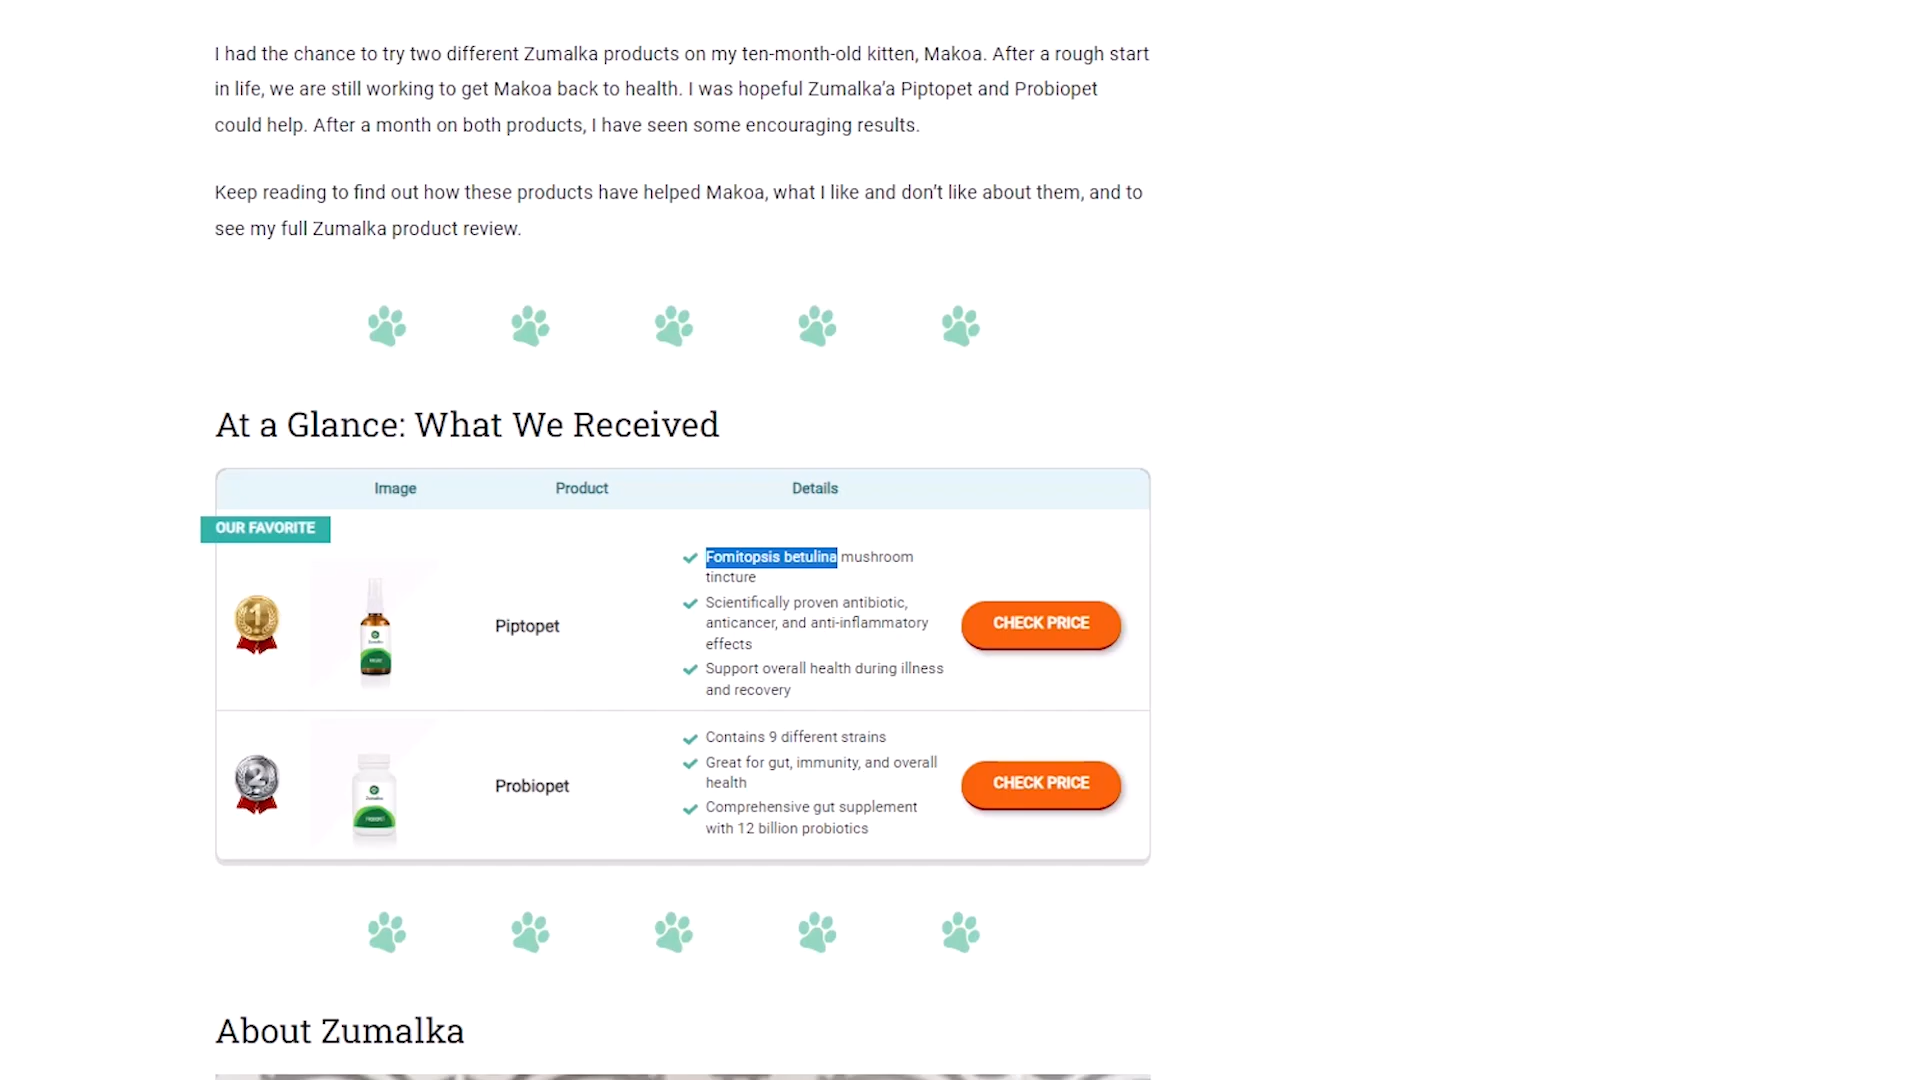 I had the chance to try two different Zumalka products on my ten-month-old kitten, Makoa. After a rough start
in life, we are still working to get Makoa back to health. I was hopeful Zumalka’a Piptopet and Probiopet
could help. After a month on both products, I have seen some encouraging results.
Keep reading to find out how these products have helped Makoa, what I like and don’t like about them, and to
see my full Zumalka product review.
At a Glance: What We Received
Image Product Details
OUR FAVORITE
1
Piptopet
Fomitopsis betulina mushroom
tincture
Scientifically proven antibiotic,
anticancer, and anti-inflammatory
effects
Support overall health during illness
and recovery
CHECK PRICE
2
Probiopet
Contains 9 different strains
Great for gut, immunity, and overall
health
Comprehensive gut supplement
with 12 billion probiotics
CHECK PRICE
About Zumalka